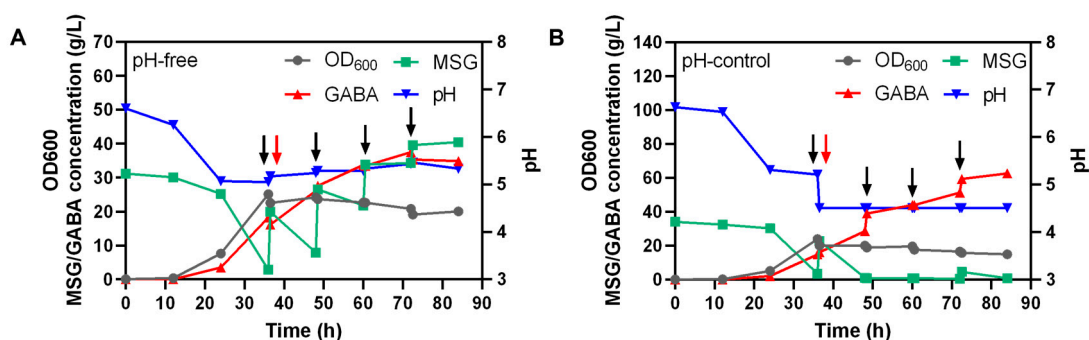 A
pH-free
OD600
MSG
GABA
pH
OD600
MSG/GABA concentration (g/L)
70
60
50
40
30
20
10
0
8
7
6
5
4
3
pH
0 10 20 30 40 50 60 70 80 90
Time (h)
B
pH-control
OD600
MSG
GABA
pH
OD600
MSG/GABA concentration (g/L)
140
120
100
80
60
40
20
0
8
7
6
5
4
3
pH
0 10 20 30 40 50 60 70 80 90
Time (h)